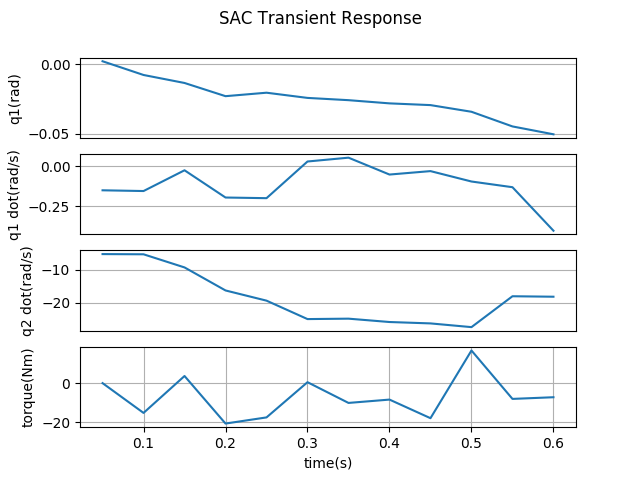 SAC Transient Response
q1(rad)
0.00
−0.05
q1 dot(rad/s)
0.00
−0.25
q2 dot(rad/s)
−10
−20
torque(Nm)
0
−20
0.1 0.2 0.3 0.4 0.5 0.6
time(s)